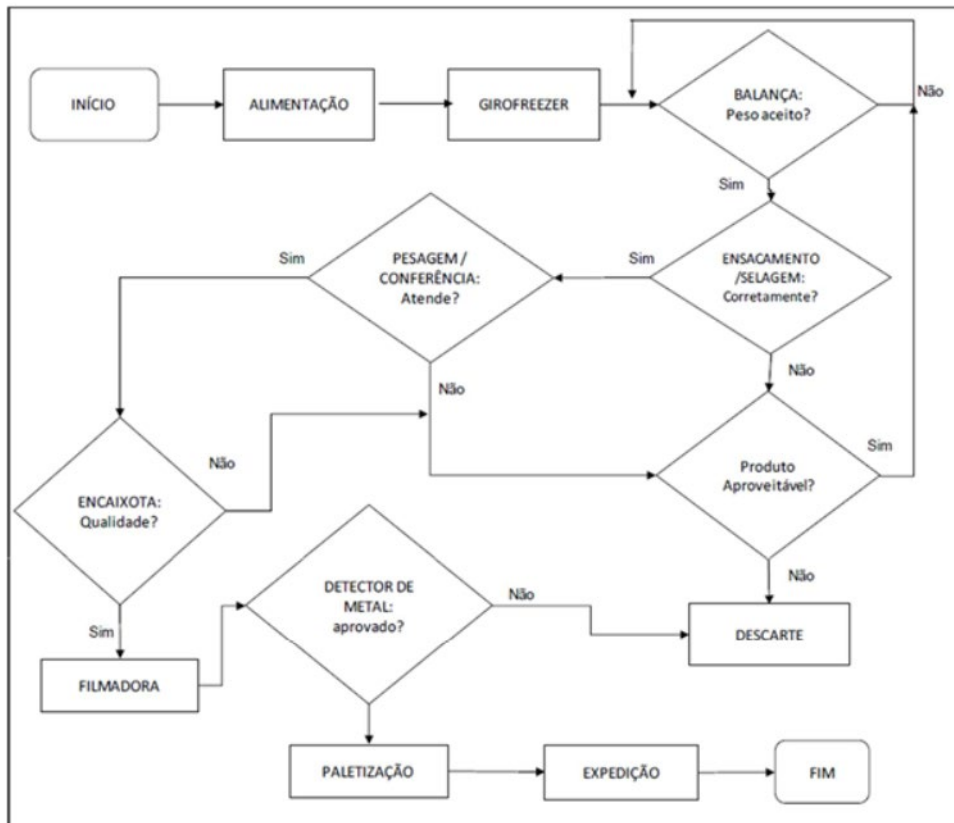 INÍCIO
ALIMENTAÇÃO
GIROFREEZER
BALANÇA:
Peso aceito?
Não
Sim
PESAGEM /
CONFERÊNCIA:
Atende?
Sim
Sim
ENSACAMENTO
/SELAGEM:
Corretamente?
Não
Não
Não
Sim
Produto
Aproveitável?
ENCAIXOTA:
Qualidade?
DETECTOR DE
METAL:
aprovado?
Não
Não
Sim
DESCARTE
FILMADORA
PALETIZAÇÃO
EXPEDIÇÃO
FIM